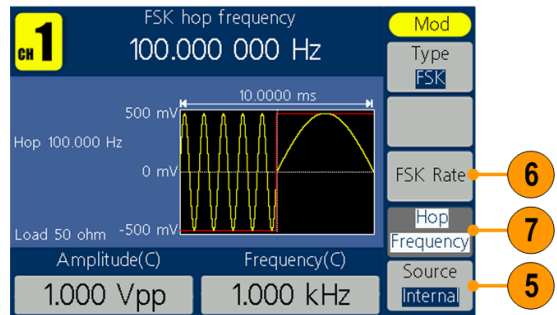 CH 1
FSK hop frequency
100.000 000 Hz
Mod
Type
FSK
10.0000 ms
500 mV
Hop 100.000 Hz
0 mV
FSK Rate
6
Hop
Frequency
7
Load 50 ohm
-500 mV
Amplitude(C)
Frequency(C)
Source
Internal
5
1.000 Vpp
1.000 kHz